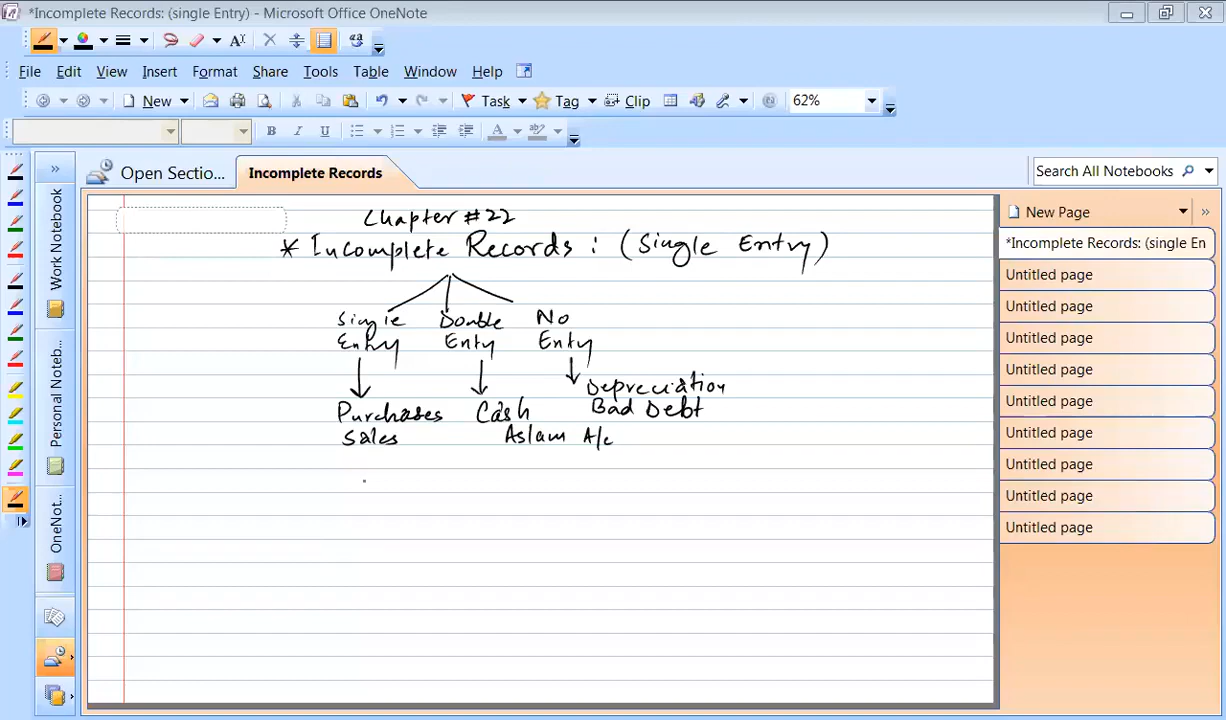 *Incomplete Records: (single Entry) - Microsoft Office OneNote
File Edit View Insert Format Share Tools Table Window Help
New Task Tag Clip 62%
B I U A ab
Open Sectio... Incomplete Records Search All Notebooks
Work Notebook
Personal Noteb...
OneNot...
Chapter #22
* Incomplete Records : (Single Entry)
Single Double No
Entry Entry Entry
Depreciation
Purchases Cash Bad Debt
Sales Aslam A/c
New Page
*Incomplete Records: (single En
Untitled page
Untitled page
Untitled page
Untitled page
Untitled page
Untitled page
Untitled page
Untitled page
Untitled page